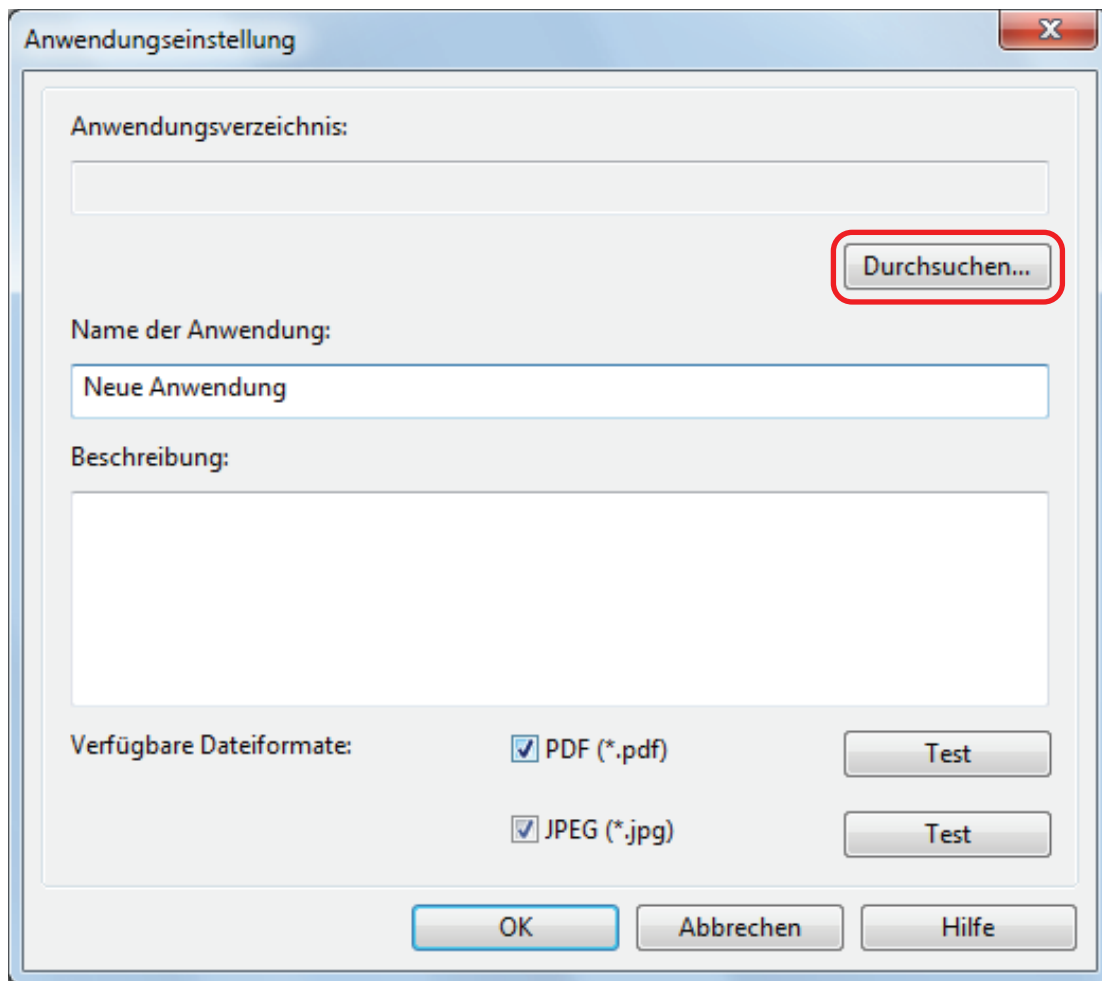 Anwendungseinstellung
Anwendungsverzeichnis:
Durchsuchen...
Name der Anwendung:
Neue Anwendung
Beschreibung:
Verfügbare Dateiformate:
PDF (*.pdf)
Test
JPEG (*.jpg)
Test
OK
Abbrechen
Hilfe